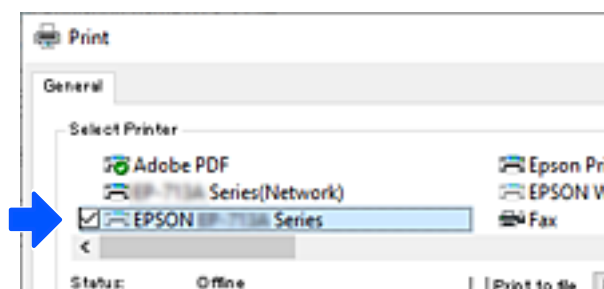 Print
General
Select Printer
Adobe PDF
Epson Pri
Series(Network)
EPSON W
EPSON Series
Fax
Status: Offline
Print to file